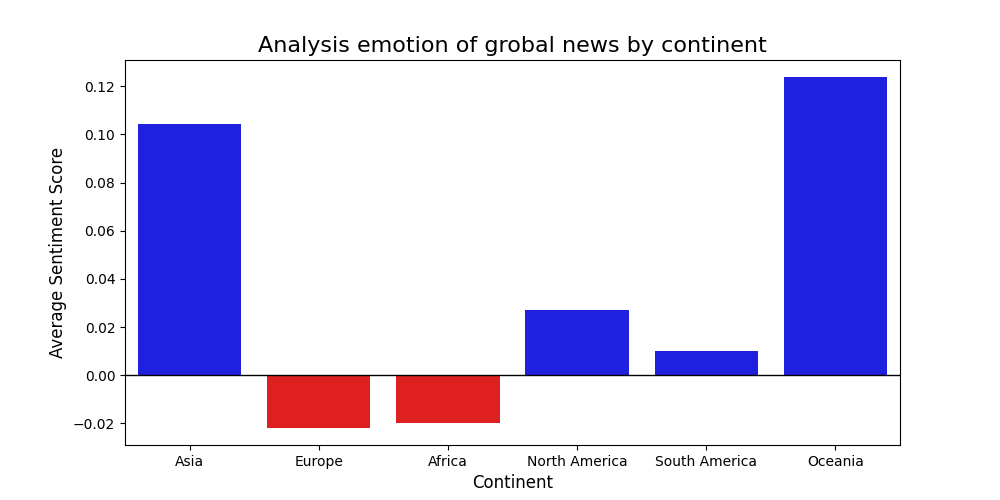 Analysis emotion of grobal news by continent
Average Sentiment Score
0.12
0.10
0.08
0.06
0.04
0.02
0.00
−0.02
Asia Europe Africa North America South America Oceania
Continent